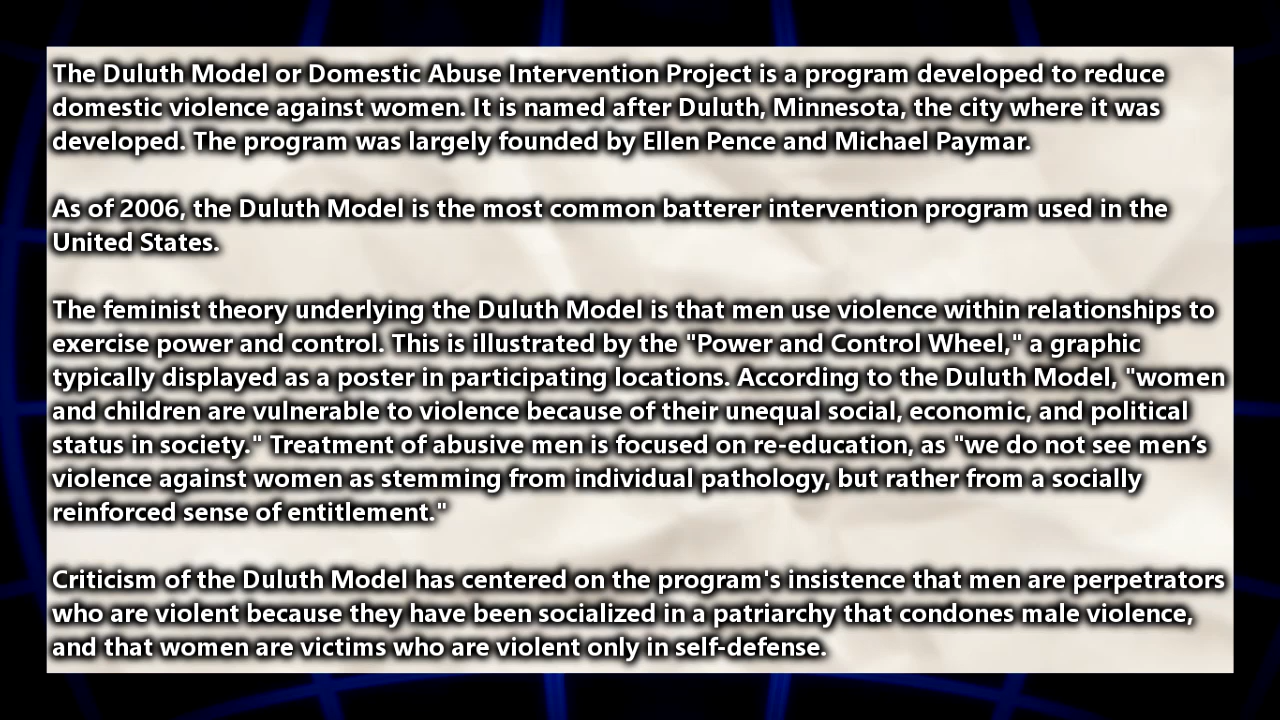 The Duluth Model or Domestic Abuse Intervention Project is a program developed to reduce
domestic violence against women. It is named after Duluth, Minnesota, the city where it was
developed. The program was largely founded by Ellen Pence and Michael Paymar.
As of 2006, the Duluth Model is the most common batterer intervention program used in the
United States.
The feminist theory underlying the Duluth Model is that men use violence within relationships to
exercise power and control. This is illustrated by the "Power and Control Wheel," a graphic
typically displayed as a poster in participating locations. According to the Duluth Model, "women
and children are vulnerable to violence because of their unequal social, economic, and political
status in society." Treatment of abusive men is focused on re-education, as "we do not see men’s
violence against women as stemming from individual pathology, but rather from a socially
reinforced sense of entitlement."
Criticism of the Duluth Model has centered on the program's insistence that men are perpetrators
who are violent because they have been socialized in a patriarchy that condones male violence,
and that women are victims who are violent only in self-defense.